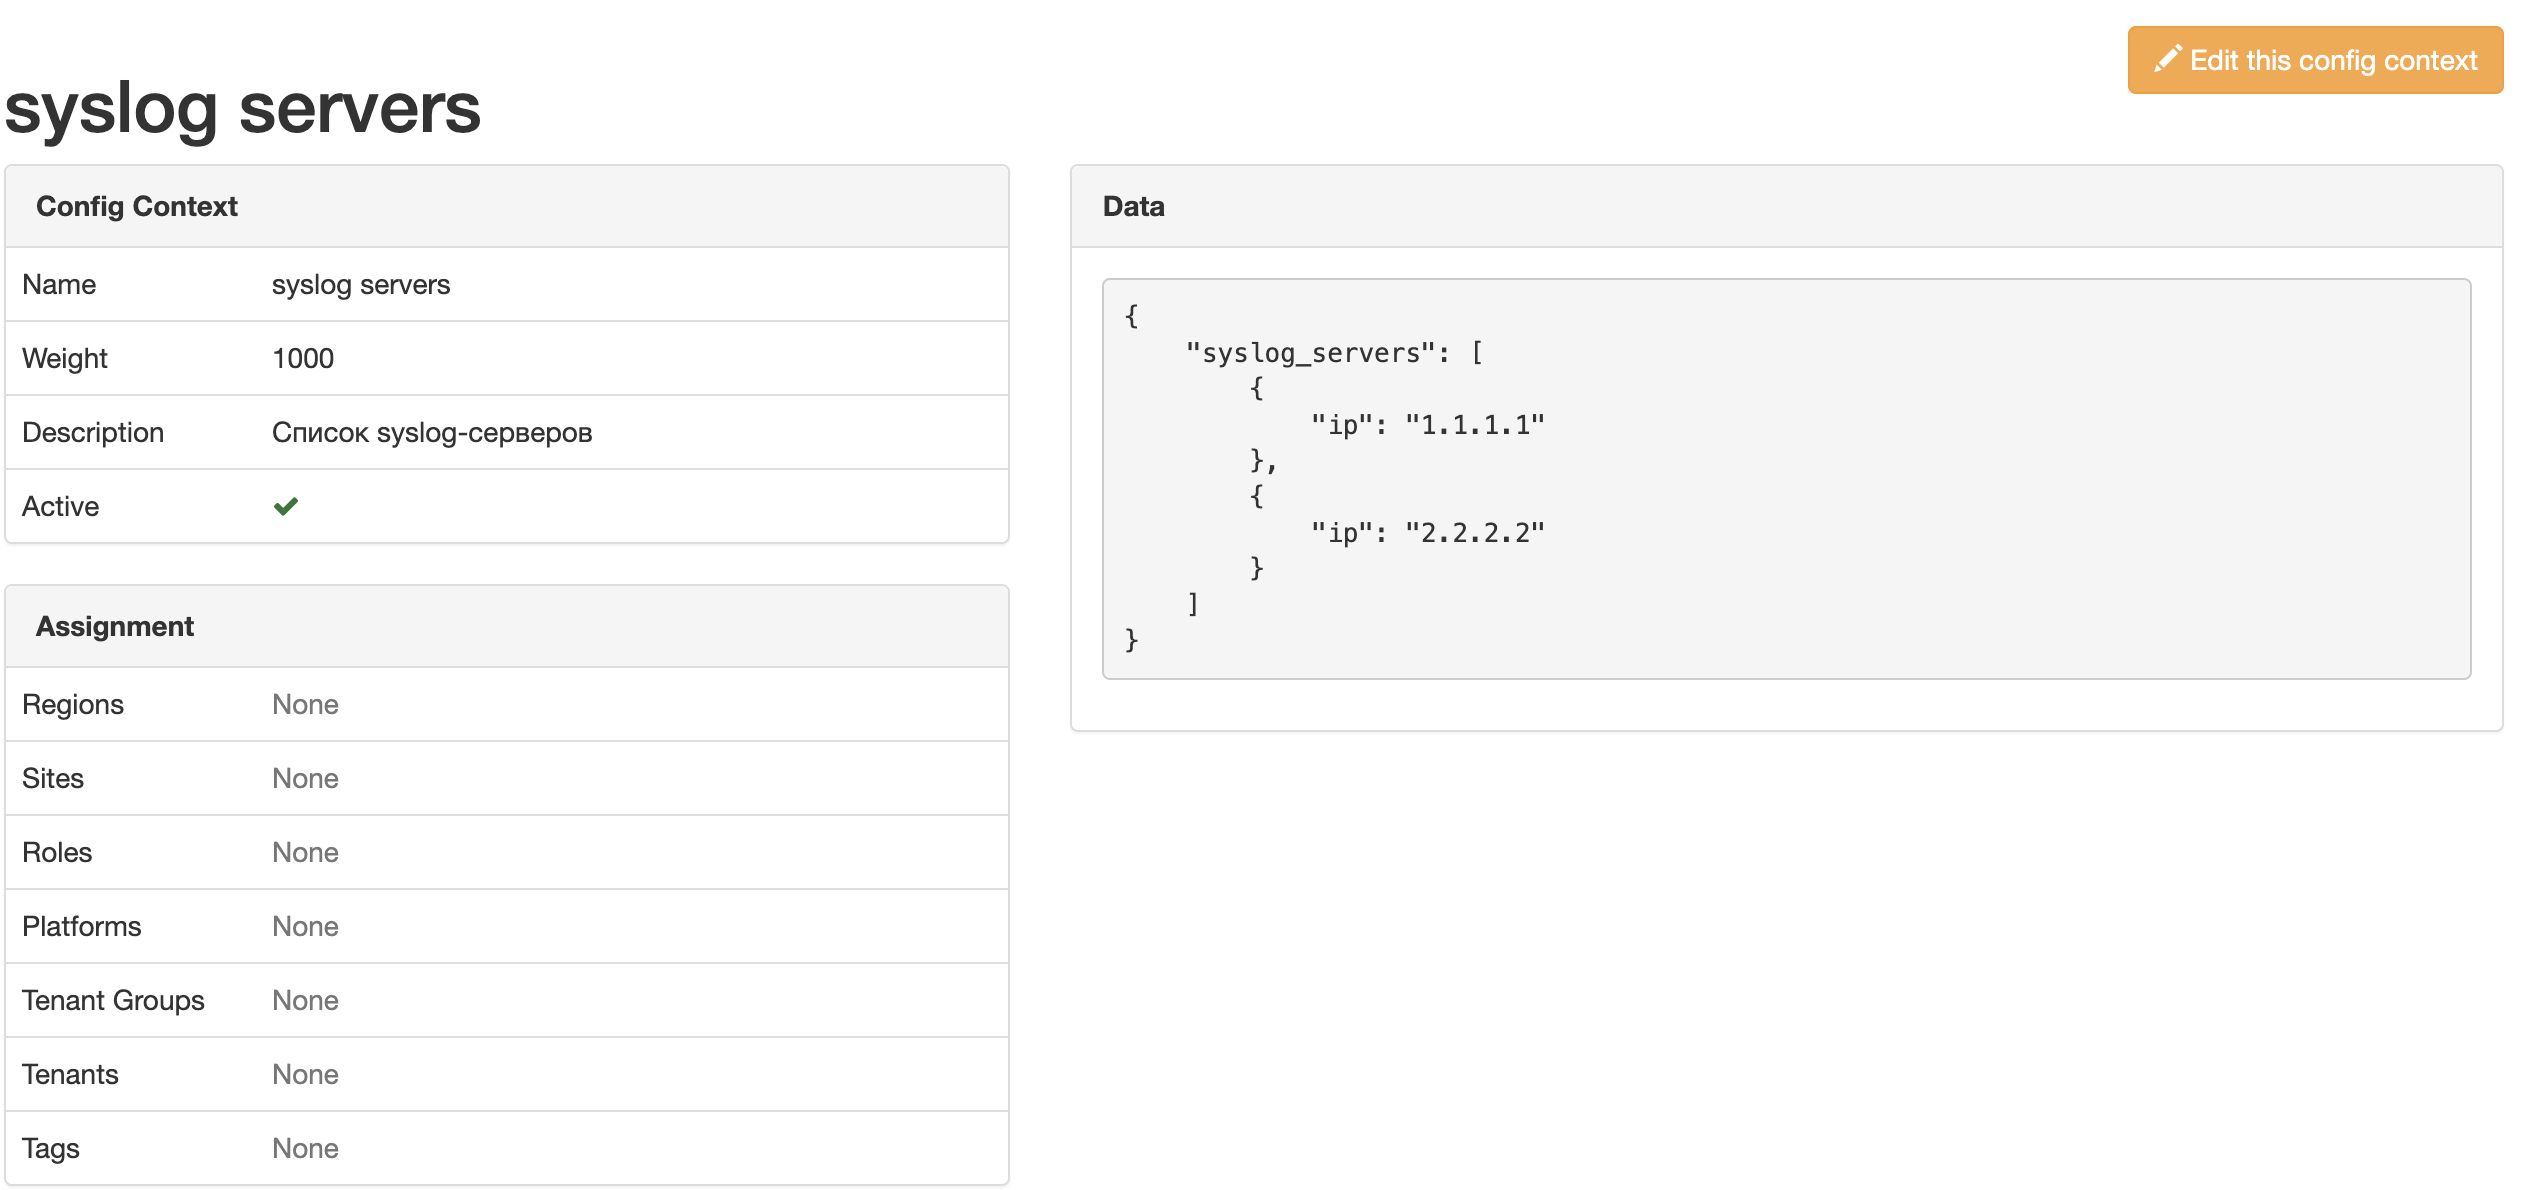 Edit this config context
syslog servers
Config Context
Name syslog servers
Weight 1000
Description Список syslog-серверов
Active
Assignment
Regions None
Sites None
Roles None
Platforms None
Tenant Groups None
Tenants None
Tags None
Data
{
    "syslog_servers": [
        {
            "ip": "1.1.1.1"
        },
        {
            "ip": "2.2.2.2"
        }
    ]
}